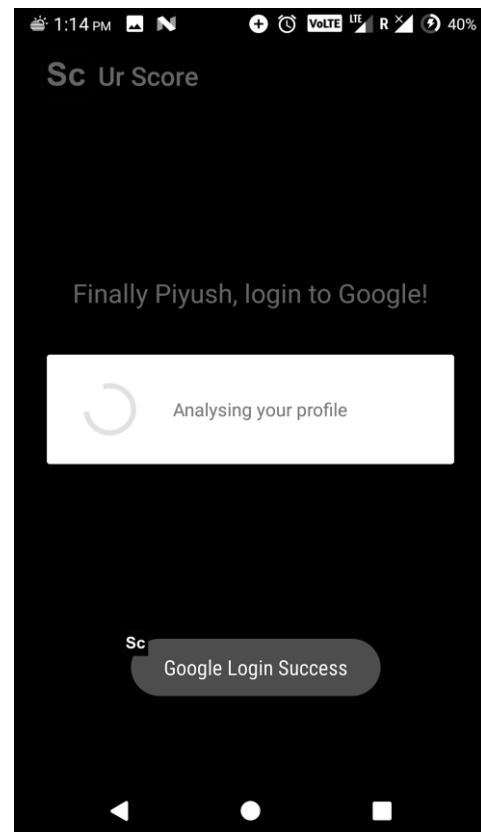 1:14 PM N VoLTE LTE R 40%
Sc Ur Score
Finally Piyush, login to Google!
Analysing your profile
Sc
Google Login Success